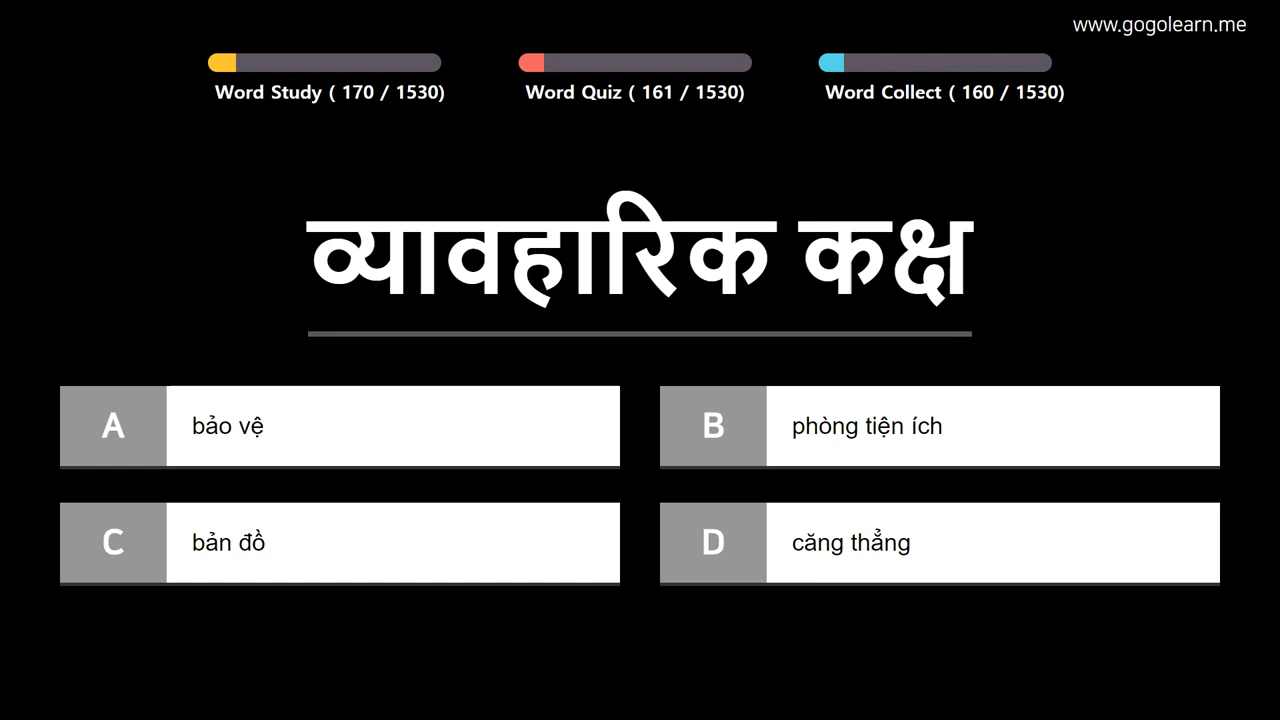 www.gogolearn.me
Word Study ( 170 / 1530)
Word Quiz ( 161 / 1530)
Word Collect ( 160 / 1530)
व्यावहारिक कक्ष
A bảo vệ
B phòng tiện ích
C bản đồ
D căng thẳng